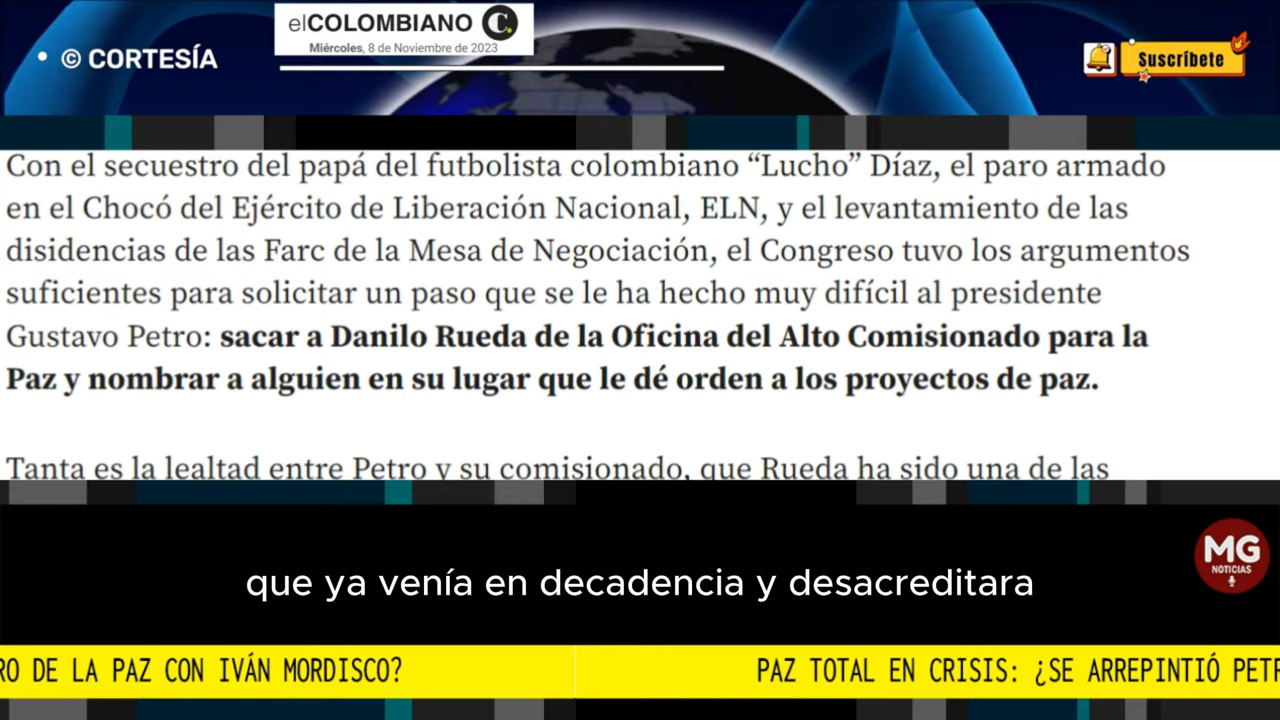 elCOLOMBIANO C.
Miércoles, 8 de Noviembre de 2023
• © CORTESÍA
Suscríbete
Con el secuestro del papá del futbolista colombiano “Lucho” Díaz, el paro armado
en el Chocó del Ejército de Liberación Nacional, ELN, y el levantamiento de las
disidencias de las Farc de la Mesa de Negociación, el Congreso tuvo los argumentos
suficientes para solicitar un paso que se le ha hecho muy difícil al presidente
Gustavo Petro: sacar a Danilo Rueda de la Oficina del Alto Comisionado para la
Paz y nombrar a alguien en su lugar que le dé orden a los proyectos de paz.
Tanta es la lealtad entre Petro y su comisionado, que Rueda ha sido una de las
MG
NOTICIAS
que ya venía en decadencia y desacreditara
RO DE LA PAZ CON IVÁN MORDISCO? PAZ TOTAL EN CRISIS: ¿SE ARREPINTIÓ PETR